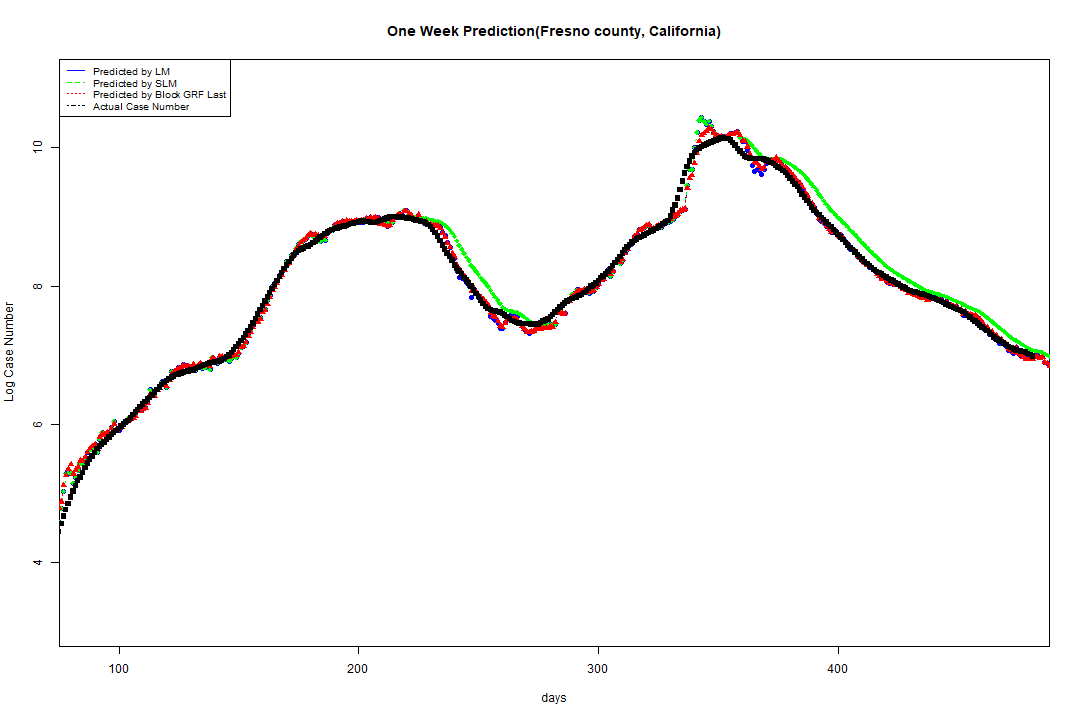 One Week Prediction(Fresno county, California)
Predicted by LM
Predicted by SLM
Predicted by Block GRF Last
Actual Case Number
10
8
6
4
Log Case Number
100 200 300 400
days